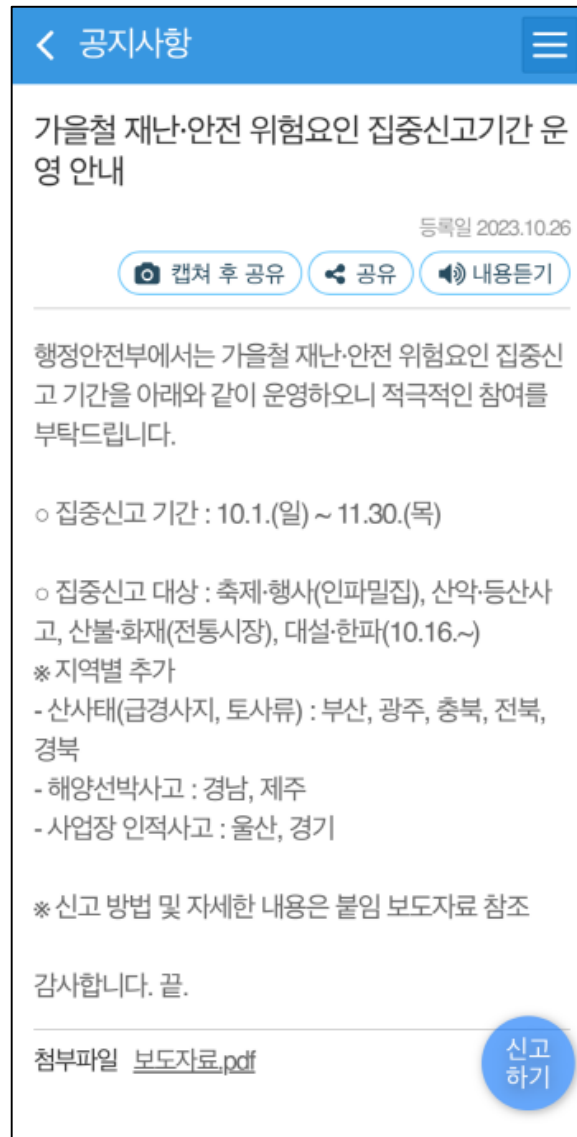 공지사항
가을철 재난·안전 위험요인 집중신고기간 운
영 안내
등록일 2023.10.26
캡쳐 후 공유 공유 내용듣기
행정안전부에서는 가을철 재난·안전 위험요인 집중신
고 기간을 아래와 같이 운영하오니 적극적인 참여를
부탁드립니다.
○ 집중신고 기간 : 10.1.(일) ~ 11.30.(목)
○ 집중신고 대상 : 축제·행사(인파밀집), 산악·등산사
고, 산불·화재(전통시장), 대설·한파(10.16.~)
※ 지역별 추가
- 산사태(급경사지, 토사류) : 부산, 광주, 충북, 전북,
경북
- 해양선박사고 : 경남, 제주
- 사업장 인적사고 : 울산, 경기
※ 신고 방법 및 자세한 내용은 붙임 보도자료 참조
감사합니다. 끝.
첨부파일 보도자료.pdf
신고
하기